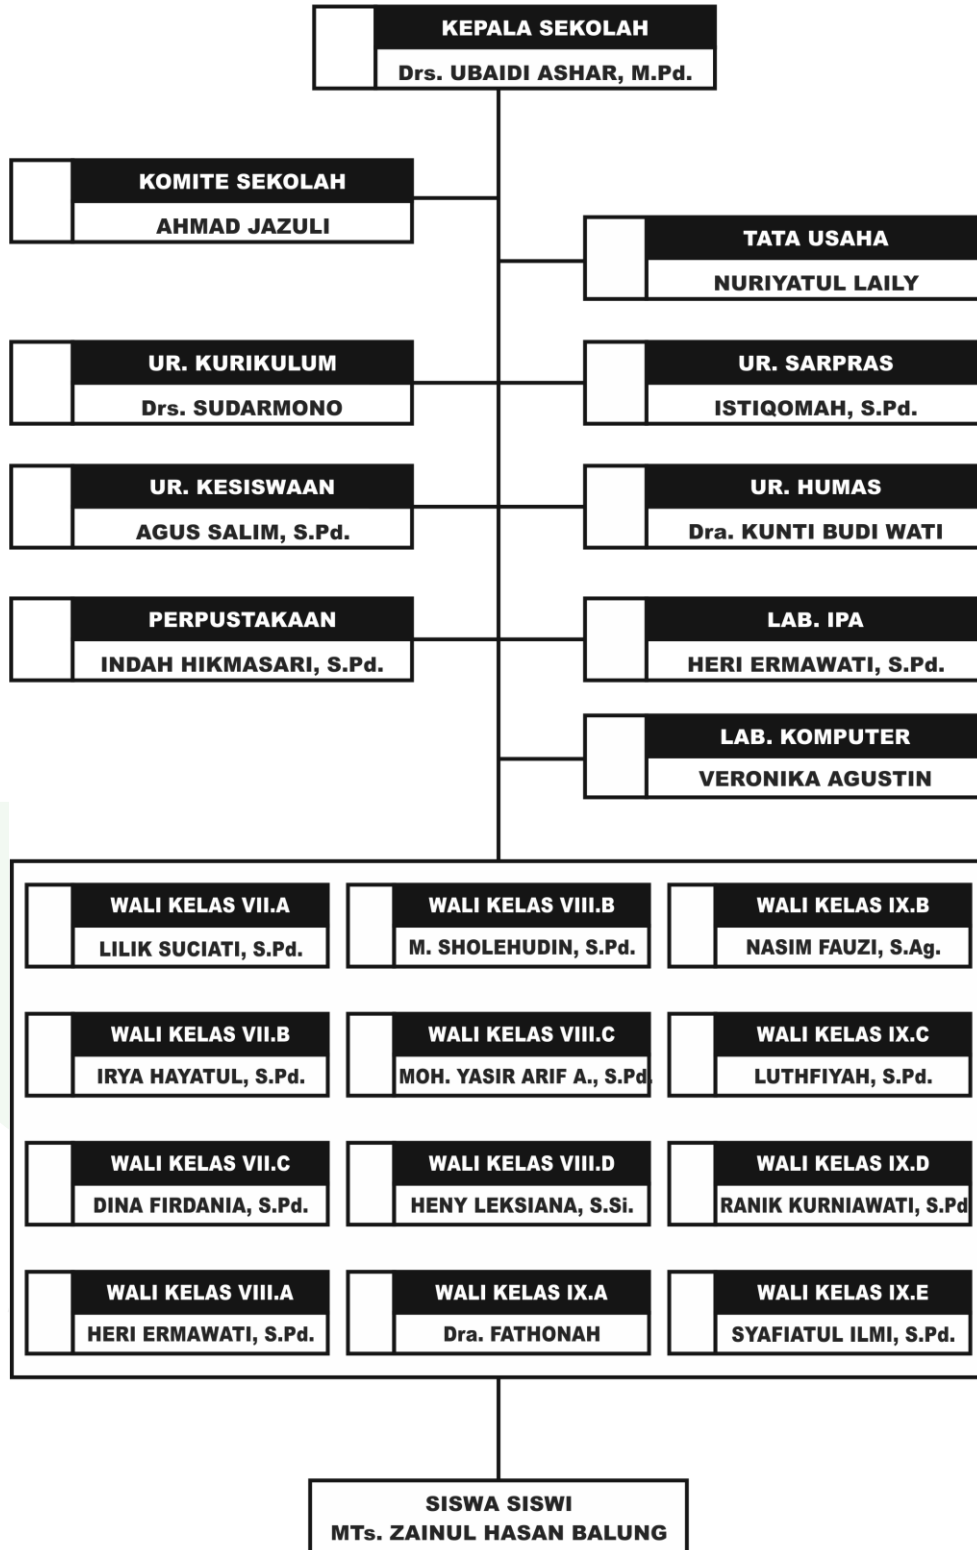 KEPALA SEKOLAH
Drs. UBAIDI ASHAR, M.Pd.
KOMITE SEKOLAH
AHMAD JAZULI
TATA USAHA
NURIYATUL LAILY
UR. KURIKULUM
Drs. SUDARMONO
UR. SARPRAS
ISTIQOMAH, S.Pd.
UR. KESISWAAN
AGUS SALIM, S.Pd.
UR. HUMAS
Dra. KUNTI BUDI WATI
PERPUSTAKAAN
INDAH HIKMASARI, S.Pd.
LAB. IPA
HERI ERMAWATI, S.Pd.
LAB. KOMPUTER
VERONIKA AGUSTIN
WALI KELAS VII.A
LILIK SUCIATI, S.Pd.
WALI KELAS VIII.B
M. SHOLEHUDIN, S.Pd.
WALI KELAS IX.B
NASIM FAUZI, S.Ag.
WALI KELAS VII.B
IRYA HAYATUL, S.Pd.
WALI KELAS VIII.C
MOH. YASIR ARIF A., S.Pd.
WALI KELAS IX.C
LUTHFIYAH, S.Pd.
WALI KELAS VII.C
DINA FIRDANIA, S.Pd.
WALI KELAS VIII.D
HENY LEKSIANA, S.Si.
WALI KELAS IX.D
RANIK KURNIAWATI, S.Pd
WALI KELAS VIII.A
HERI ERMAWATI, S.Pd.
WALI KELAS IX.A
Dra. FATHONAH
WALI KELAS IX.E
SYAFIATUL ILMI, S.Pd.
SISWA SISWI
MTs. ZAINUL HASAN BALUNG